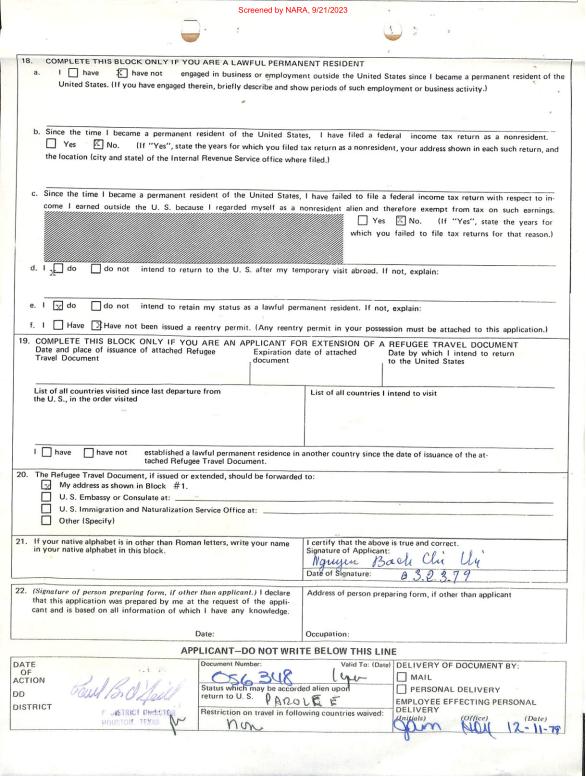 Screened by NARA, 9/21/2023
18. COMPLETE THIS BLOCK ONLY IF YOU ARE A LAWFUL PERMANENT RESIDENT
a. I have have not engaged in business or employment outside the United States since I became a permanent resident of the
United States. (If you have engaged therein, briefly describe and show periods of such employment or business activity.)
b. Since the time I became a permanent resident of the United States, I have filed a federal income tax return as a nonresident.
Yes No. (If "Yes", state the years for which you filed tax return as a nonresident, your address shown in each such return, and
the location (city and state) of the Internal Revenue Service office where filed.)
c. Since the time I became a permanent resident of the United States, I have failed to file a federal income tax return with respect to in-
come I earned outside the U. S. because I regarded myself as a nonresident alien and therefore exempt from tax on such earnings.
Yes No. (If "Yes", state the years for
which you failed to file tax returns for that reason.)
d. I do do not intend to return to the U. S. after my temporary visit abroad. If not, explain:
e. I do do not intend to retain my status as a lawful permanent resident. If not, explain:
f. I Have Have not been issued a reentry permit. (Any reentry permit in your possession must be attached to this application.)
19. COMPLETE THIS BLOCK ONLY IF YOU ARE AN APPLICANT FOR EXTENSION OF A REFUGEE TRAVEL DOCUMENT
Date and place of issuance of attached Refugee
Travel Document
Expiration date of attached
document
Date by which I intend to return
to the United States
List of all countries visited since last departure from
the U. S., in the order visited
List of all countries I intend to visit
I have have not established a lawful permanent residence in another country since the date of issuance of the at-
tached Refugee Travel Document.
20. The Refugee Travel Document, if issued or extended, should be forwarded to:
My address as shown in Block #1.
U. S. Embassy or Consulate at:
U. S. Immigration and Naturalization Service Office at:
Other (Specify)
21. If your native alphabet is in other than Roman letters, write your name
in your native alphabet in this block.
I certify that the above is true and correct.
Signature of Applicant:
Nguyen Bach Chi
Date of Signature:
22. (Signature of person preparing form, if other than applicant.) I declare
that this application was prepared by me at the request of the appli-
cant and is based on all information of which I have any knowledge.
Date:
Address of person preparing form, if other than applicant
Occupation:
APPLICANT—DO NOT WRITE BELOW THIS LINE
DATE
OF
ACTION
DD
DISTRICT
DISTRICT DIRECTOR
HOUSTON, TEXAS
Document Number: Valid To: (Date)
056348 1 yr
Status which may be accorded alien upon
return to U.S. PAROLEE
Restriction on travel in following countries waived:
non
DELIVERY OF DOCUMENT BY:
MAIL
PERSONAL DELIVERY
EMPLOYEE EFFECTING PERSONAL
DELIVERY
(Initials) (Office) (Date)
HOU 12-11-79